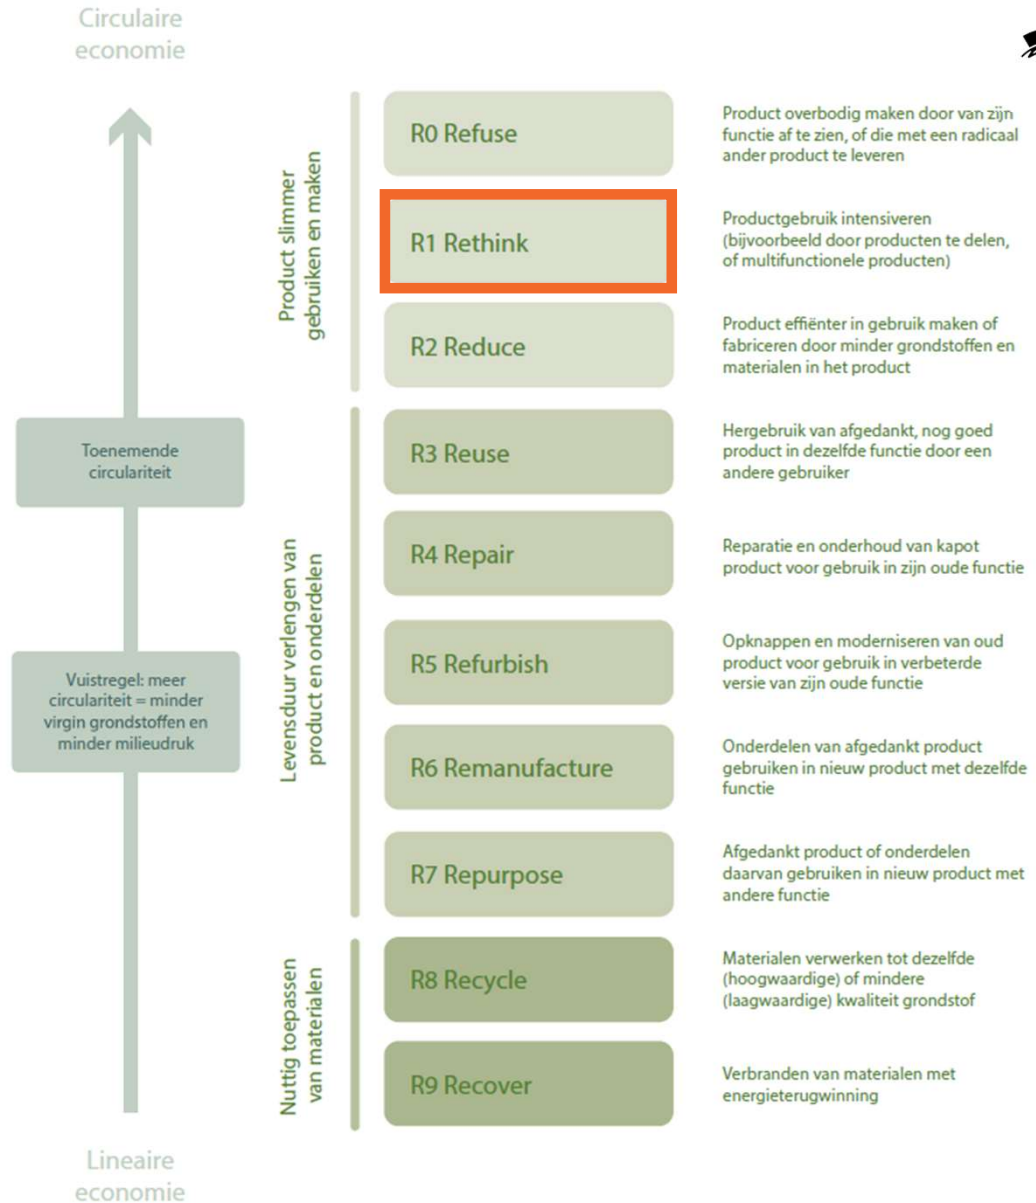 Circulaire
economie
Toenemende
circulariteit
Vuistregel: meer
circulariteit = minder
virgin grondstoffen en
minder milieudruk
Lineaire
economie
Product slimmer
gebruiken en maken
R0 Refuse
Product overbodig maken door van zijn
functie af te zien, of die met een radicaal
ander product te leveren
R1 Rethink
Productgebruik intensiveren
(bijvoorbeeld door producten te delen,
of multifunctionele producten)
R2 Reduce
Product effiënter in gebruik maken of
fabriceren door minder grondstoffen en
materialen in het product
Levensduur verlengen van
product en onderdelen
R3 Reuse
Hergebruik van afgedankt, nog goed
product in dezelfde functie door een
andere gebruiker
R4 Repair
Reparatie en onderhoud van kapot
product voor gebruik in zijn oude functie
R5 Refurbish
Opknappen en moderniseren van oud
product voor gebruik in verbeterde
versie van zijn oude functie
R6 Remanufacture
Onderdelen van afgedankt product
gebruiken in nieuw product met dezelfde
functie
R7 Repurpose
Afgedankt product of onderdelen
daarvan gebruiken in nieuw product met
andere functie
Nuttig toepassen
van materialen
R8 Recycle
Materialen verwerken tot dezelfde
(hoogwaardige) of mindere
(laagwaardige) kwaliteit grondstof
R9 Recover
Verbranden van materialen met
energieterugwinning